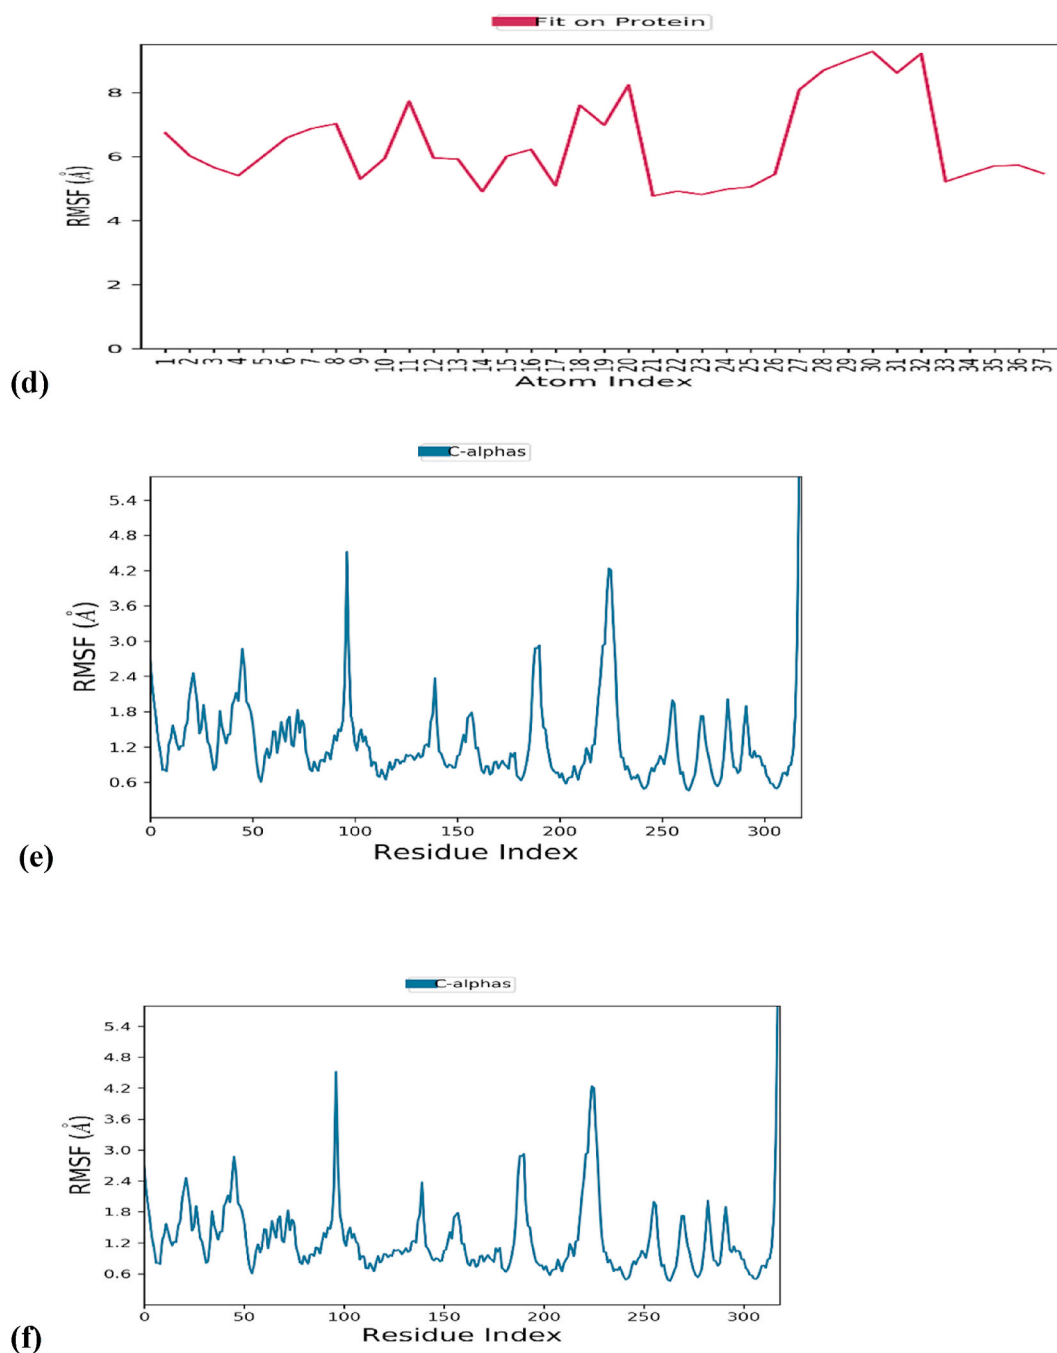 Fit on Protein
RMSF (Å)
8
6
4
2
0
1 2 3 4 5 6 7 8 9 10 11 12 13 14 15 16 17 18 19 20 21 22 23 24 25 26 27 28 29 30 31 32 33 34 35 36 37
Atom Index
(d)
C-alphas
RMSF (Å)
5.4
4.8
4.2
3.6
3.0
2.4
1.8
1.2
0.6
0 50 100 150 200 250 300
Residue Index
(e)
C-alphas
RMSF (Å)
5.4
4.8
4.2
3.6
3.0
2.4
1.8
1.2
0.6
0 50 100 150 200 250 300
Residue Index
(f)